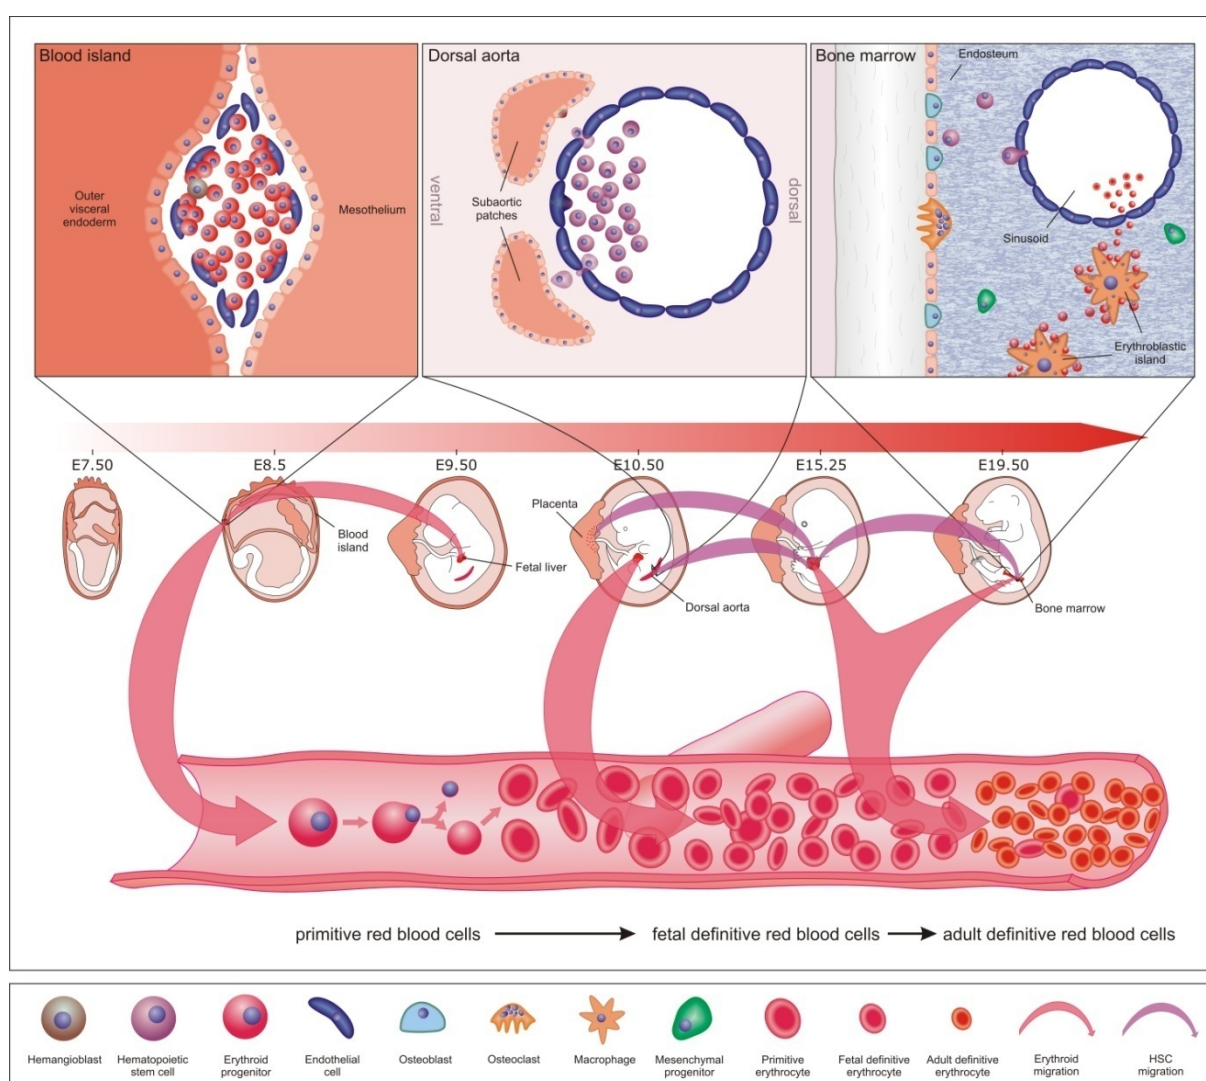 Blood island
Outer
visceral
endoderm
Mesothelium
Dorsal aorta
ventral
Subaortic
patches
dorsal
Bone marrow
Endosteum
Sinusoid
Erythroblastic
island
E7.50
E8.5
E9.50
E10.50
E15.25
E19.50
Blood
island
Fetal liver
Placenta
Dorsal aorta
Bone marrow
primitive red blood cells
fetal definitive red blood cells
adult definitive red blood cells
Hemangioblast
Hematopoietic
stem cell
Erythroid
progenitor
Endothelial
cell
Osteoblast
Osteoclast
Macrophage
Mesenchymal
progenitor
Primitive
erythrocyte
Fetal definitive
erythrocyte
Adult definitive
erythrocyte
Erythroid
migration
HSC
migration